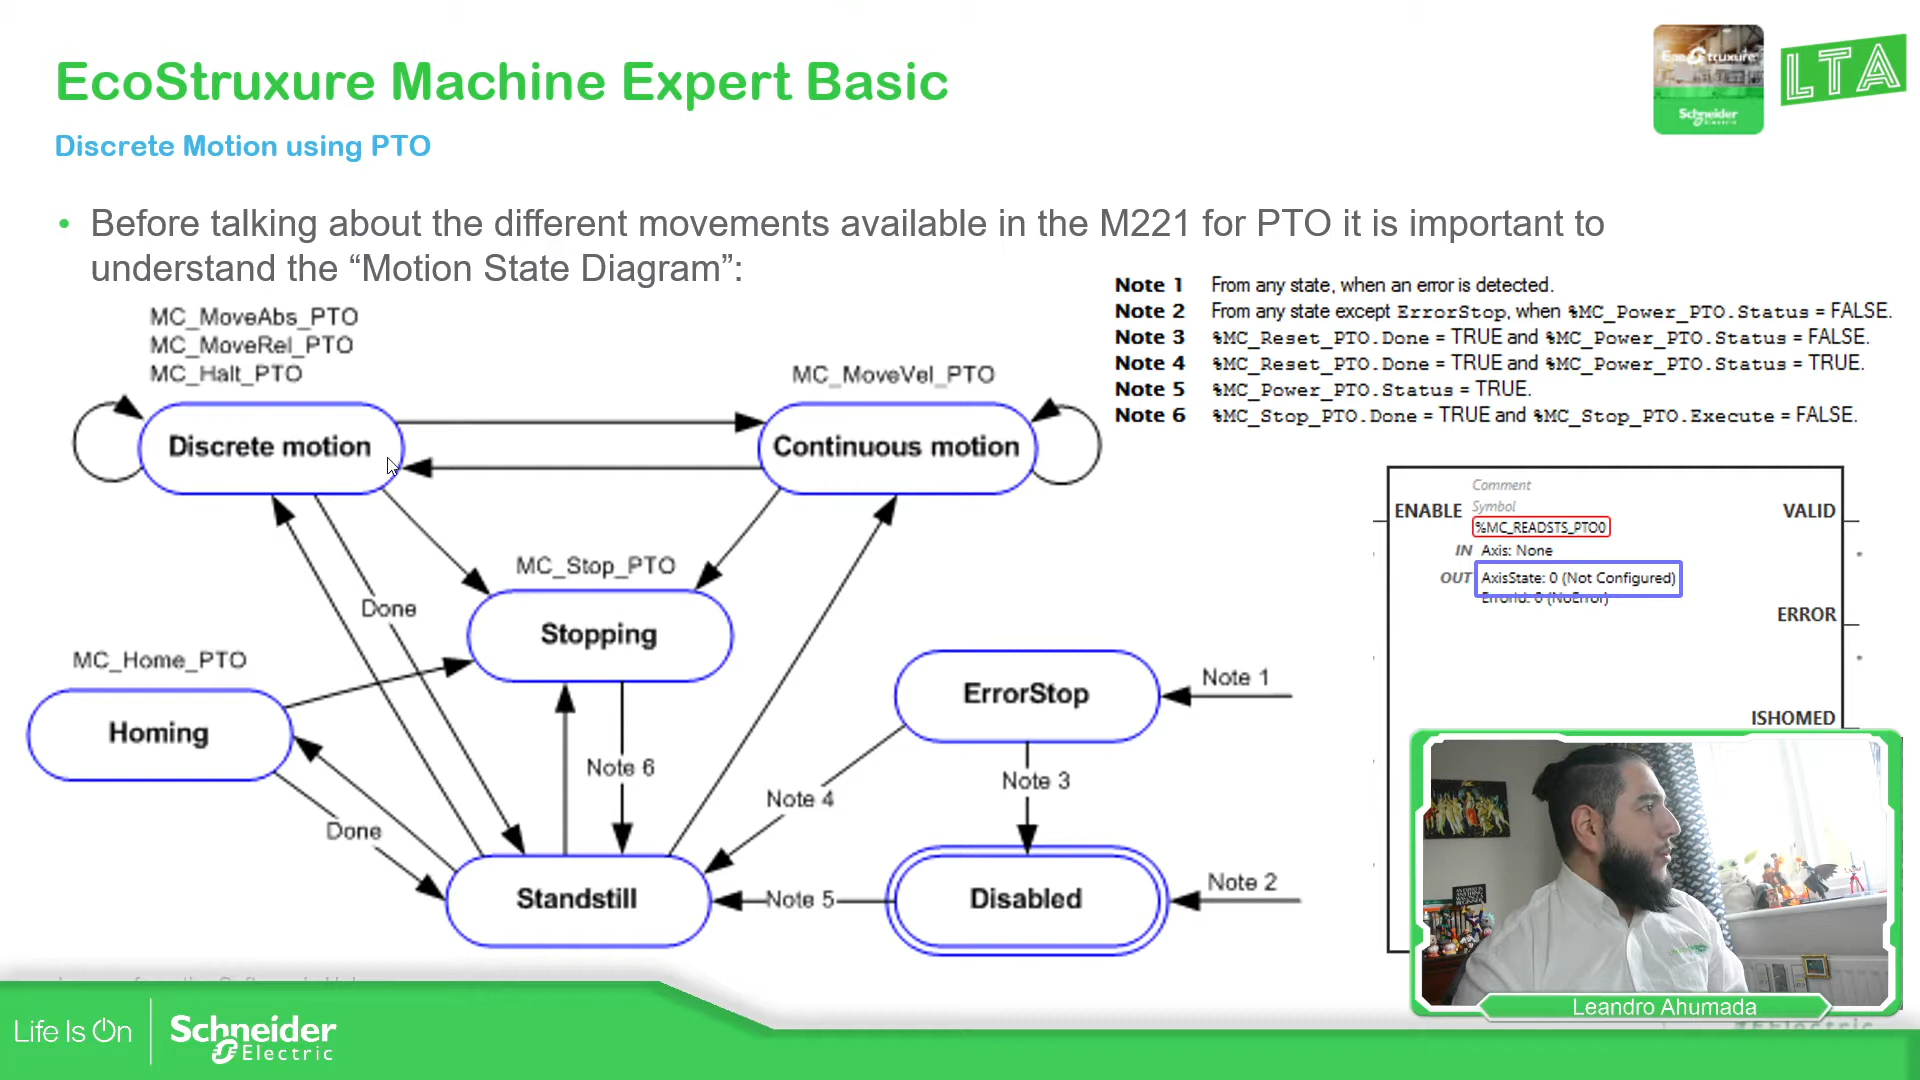 EcoStruxure Machine Expert Basic
Discrete Motion using PTO
EcoStruxure
Schneider
Electric
LTA
• Before talking about the different movements available in the M221 for PTO it is important to
understand the “Motion State Diagram”:
Note 1 From any state, when an error is detected.
Note 2 From any state except ErrorStop, when %MC_Power_PTO.Status = FALSE.
Note 3 %MC_Reset_PTO.Done = TRUE and %MC_Power_PTO.Status = FALSE.
Note 4 %MC_Reset_PTO.Done = TRUE and %MC_Power_PTO.Status = TRUE.
Note 5 %MC_Power_PTO.Status = TRUE.
Note 6 %MC_Stop_PTO.Done = TRUE and %MC_Stop_PTO.Execute = FALSE.
MC_MoveAbs_PTO
MC_MoveRel_PTO
MC_Halt_PTO
MC_MoveVel_PTO
Discrete motion
Continuous motion
MC_Stop_PTO
Done
Stopping
MC_Home_PTO
Homing
ErrorStop
Note 1
Note 6
Note 3
Note 4
Done
Standstill
Note 5
Disabled
Note 2
Comment
ENABLE
Symbol
VALID
%MC_READSTS_PTO0
IN Axis: None
OUT AxisState: 0 (Not Configured)
ErrorId: 0 (NoError)
ERROR
ISHOMED
Leandro Ahumada
Life Is On
Schneider
Electric